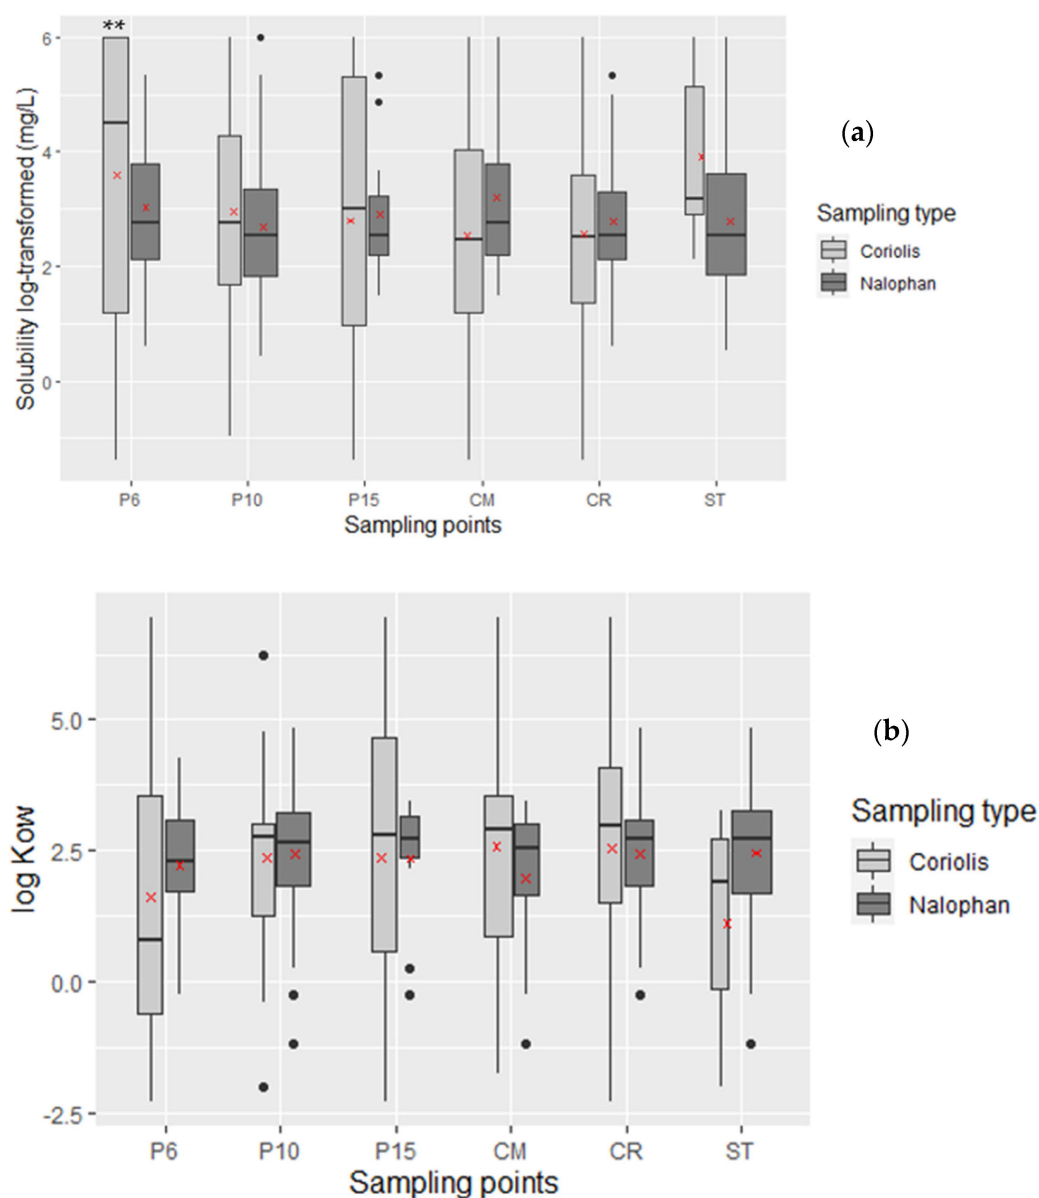 **
6
4
2
0
Solubility log-transformed (mg/L)
P6 P10 P15 CM CR ST
Sampling points
(a)
Sampling type
Coriolis
Nalophan
5.0
2.5
0.0
-2.5
log Kow
P6 P10 P15 CM CR ST
Sampling points
(b)
Sampling type
Coriolis
Nalophan